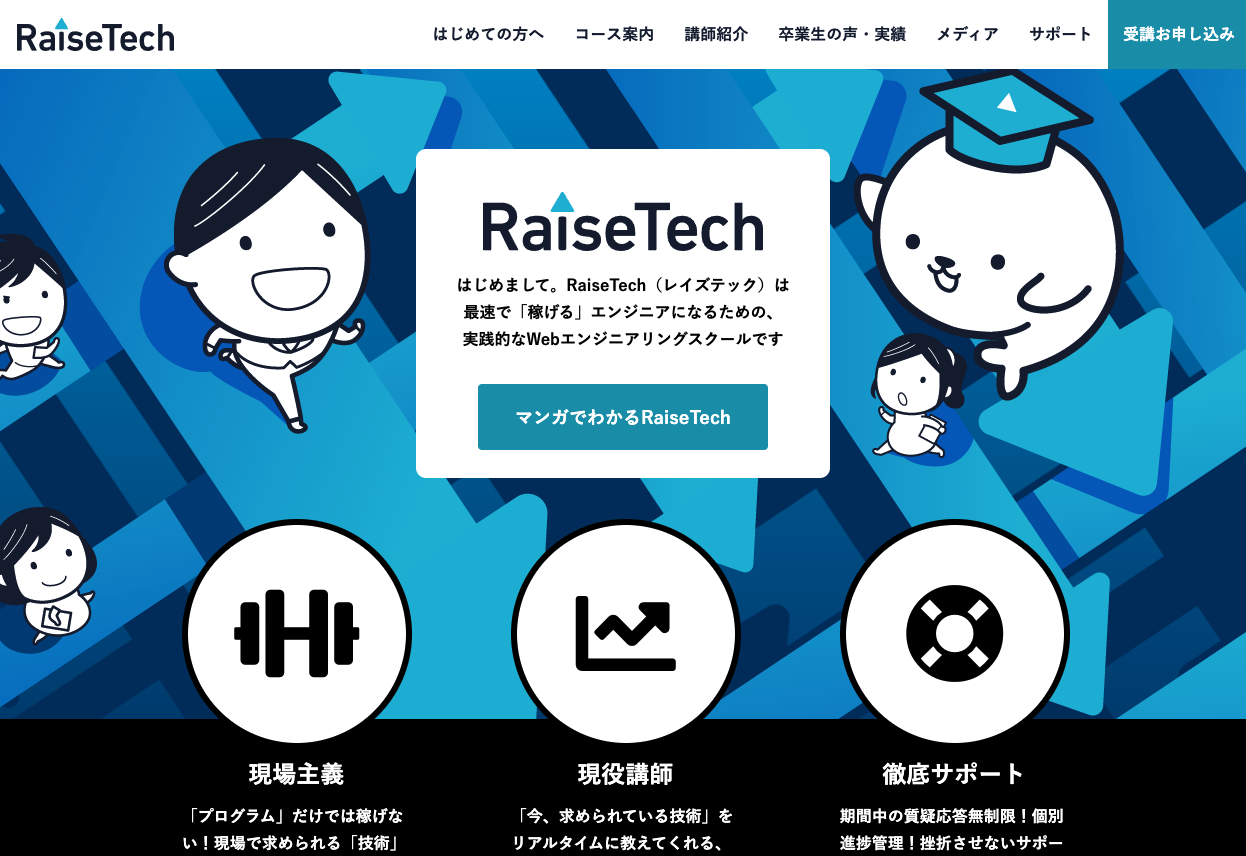 RaiseTech
はじめての方へ コース案内 講師紹介 卒業生の声・実績 メディア サポート 受講お申し込み
RaiseTech
はじめまして。RaiseTech（レイズテック）は
最速で「稼げる」エンジニアになるための、
実践的なWebエンジニアリングスクールです
マンガでわかるRaiseTech
現場主義
「プログラム」だけでは稼げな
い！現場で求められる「技術」
現役講師
「今、求められている技術」を
リアルタイムに教えてくれる、
徹底サポート
期間中の質疑応答無制限！個別
進捗管理！挫折させないサポー